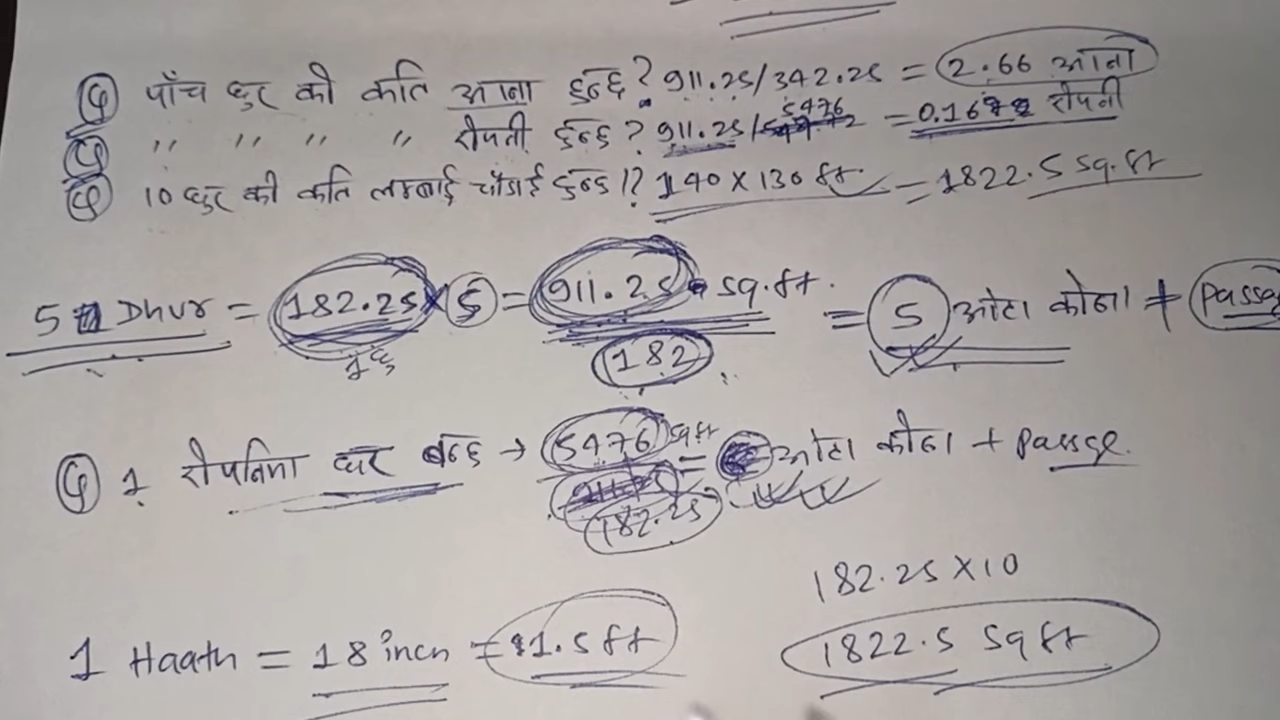 पाँच धुर को कति आना हुन्छ? 911.25/342.25 = 2.66 आना
" " " " रोपनी हुन्छ? 911.25/5476 = 0.16 रोपनी
10 धुर को कति लम्बाई चौडाई हुन्छ!? 140 x 130 ft = 1822.5 sq.ft
5 Dhur = 182.25 x 5 = 911.25 sq.ft. = 5 ओटा कोठा + passa
182
1 रोपनिमा घर बन्छ → 5476 sq ft = ओटा कोठा + passge.
182.25
182.25 x 10
1 Haath = 18 inch = 1.5 ft
1822.5 sq ft